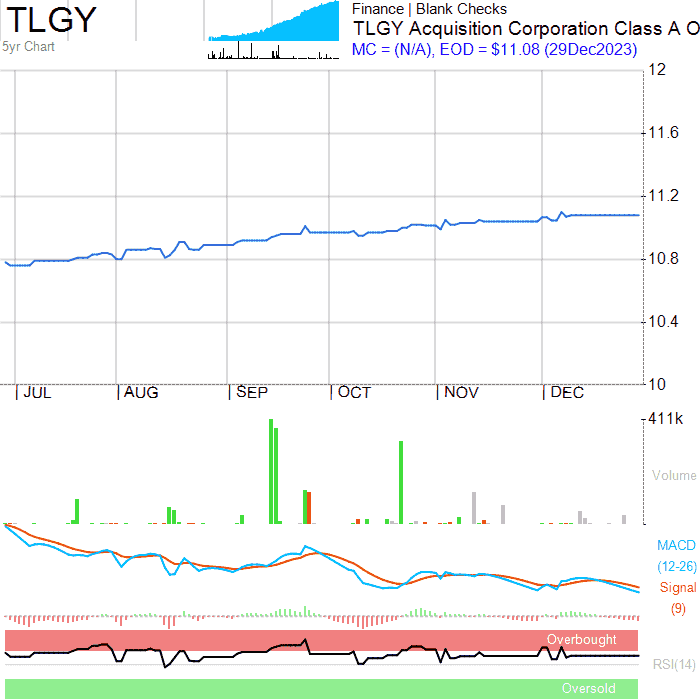 TLGY
5yr Chart
Finance | Blank Checks
TLGY Acquisition Corporation Class A O
MC = (N/A), EOD = $11.08 (29Dec2023)
12
11.6
11.2
10.8
10.4
10
|JUL |AUG |SEP |OCT |NOV |DEC
411k
Volume
MACD
(12-26)
Signal
(9)
Overbought
RSI(14)
Oversold